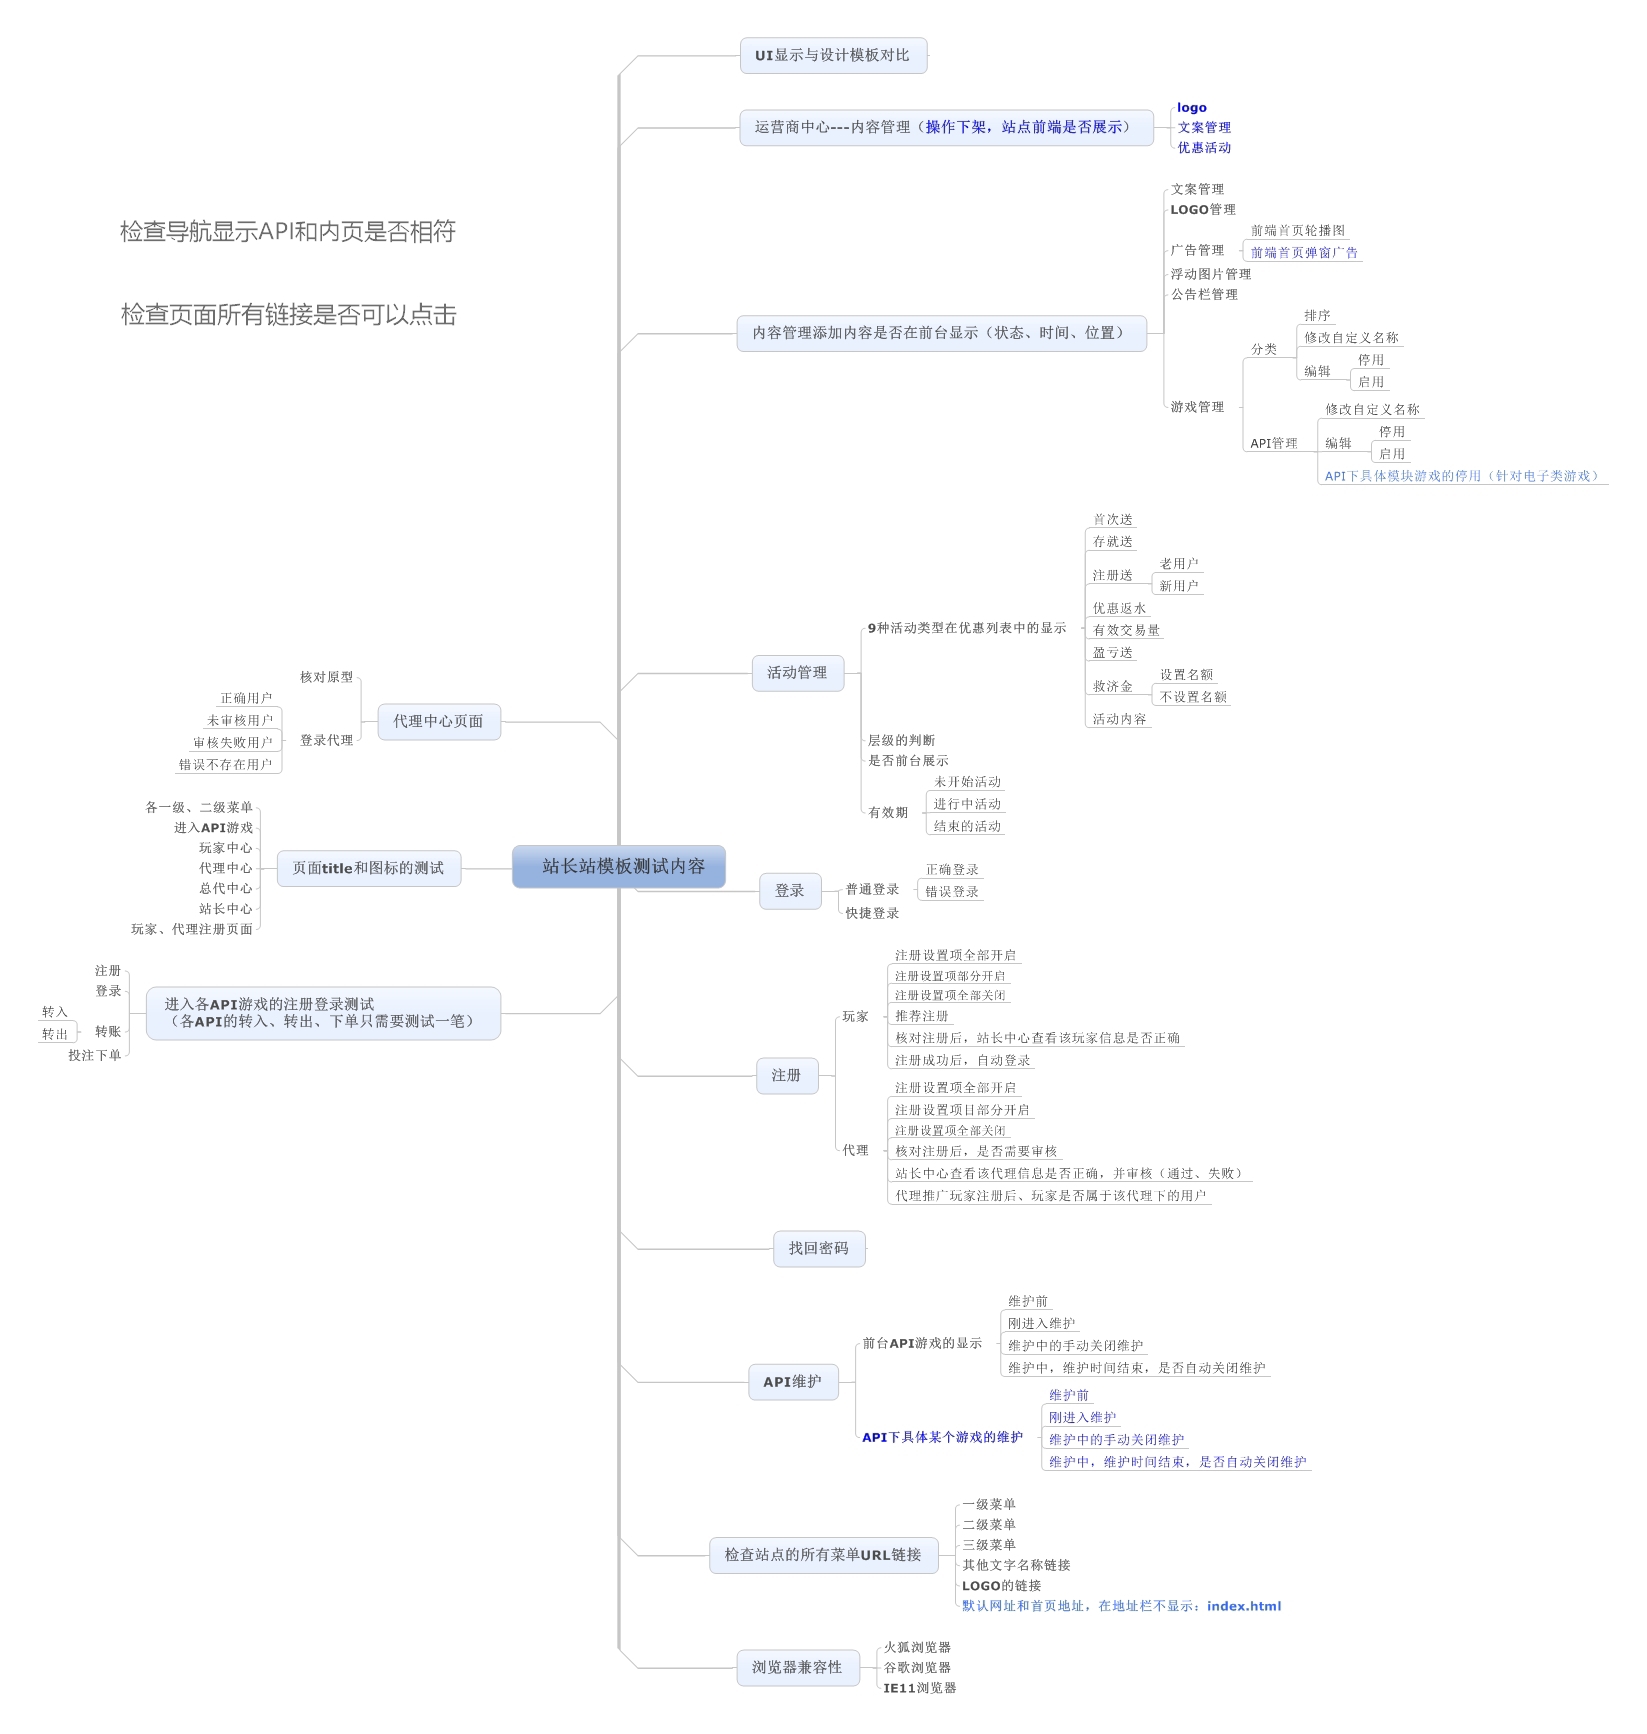 UI显示与设计模板对比
运营商中心---内容管理（操作下架，站点前端是否展示）
logo
文案管理
优惠活动
检查导航显示API和内页是否相符
检查页面所有链接是否可以点击
内容管理添加内容是否在前台显示（状态、时间、位置）
文案管理
LOGO管理
广告管理
前端首页轮播图
前端首页弹窗广告
浮动图片管理
公告栏管理
游戏管理
分类
排序
修改自定义名称
编辑
停用
启用
API管理
修改自定义名称
编辑
停用
启用
API下具体模块游戏的停用（针对电子类游戏）
活动管理
9种活动类型在优惠列表中的显示
首次送
存就送
注册送
老用户
新用户
优惠返水
有效交易量
盈亏送
救济金
设置名额
不设置名额
活动内容
层级的判断
是否前台展示
有效期
未开始活动
进行中活动
结束的活动
代理中心页面
核对原型
登录代理
正确用户
未审核用户
审核失败用户
错误不存在用户
页面title和图标的测试
各一级、二级菜单
进入API游戏
玩家中心
代理中心
总代中心
站长中心
玩家、代理注册页面
站长站模板测试内容
登录
普通登录
正确登录
错误登录
快捷登录
进入各API游戏的注册登录测试
（各API的转入、转出、下单只需要测试一笔）
注册
登录
转账
转入
转出
投注下单
注册
玩家
注册设置项全部开启
注册设置项部分开启
注册设置项全部关闭
推荐注册
核对注册后，站长中心查看该玩家信息是否正确
注册成功后，自动登录
代理
注册设置项全部开启
注册设置项目部分开启
注册设置项全部关闭
核对注册后，是否需要审核
站长中心查看该代理信息是否正确，并审核（通过、失败）
代理推广玩家注册后、玩家是否属于该代理下的用户
找回密码
API维护
前台API游戏的显示
维护前
刚进入维护
维护中的手动关闭维护
维护中，维护时间结束，是否自动关闭维护
API下具体某个游戏的维护
维护前
刚进入维护
维护中的手动关闭维护
维护中，维护时间结束，是否自动关闭维护
检查站点的所有菜单URL链接
一级菜单
二级菜单
三级菜单
其他文字名称链接
LOGO的链接
默认网址和首页地址，在地址栏不显示：index.html
浏览器兼容性
火狐浏览器
谷歌浏览器
IE11浏览器